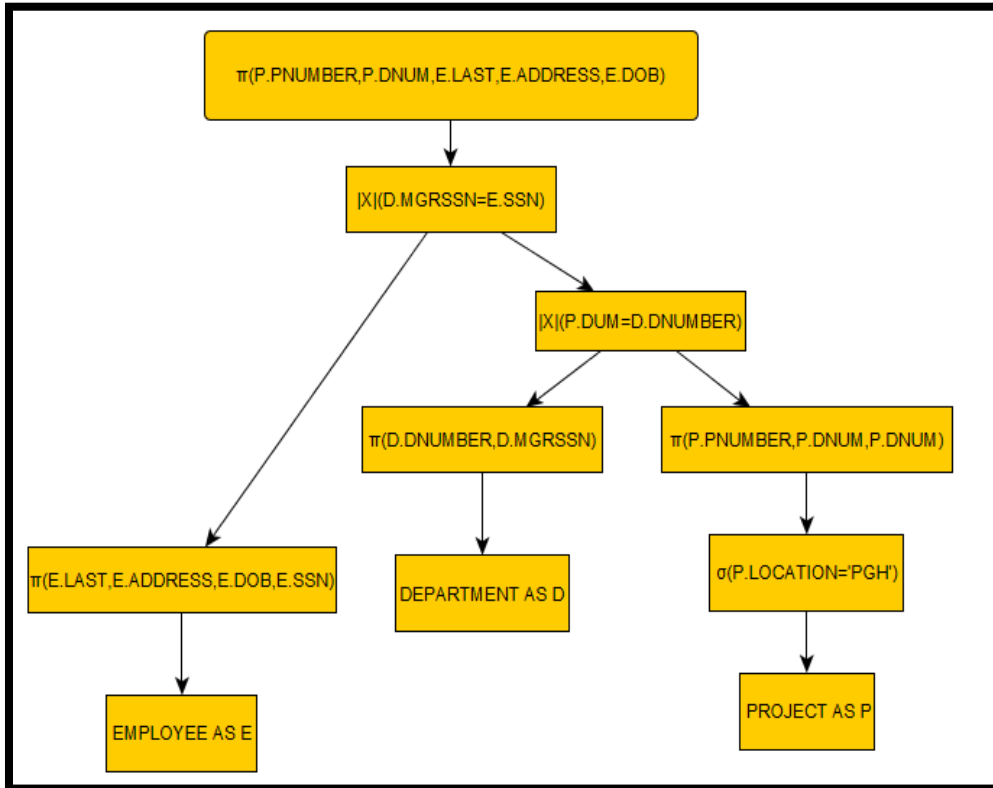 π(P.PNUMBER,P.DNUM,E.LAST,E.ADDRESS,E.DOB)
|X|(D.MGRSSN=E.SSN)
|X|(P.DUM=D.DNUMBER)
π(D.DNUMBER,D.MGRSSN)
π(P.PNUMBER,P.DNUM,P.DNUM)
π(E.LAST,E.ADDRESS,E.DOB,E.SSN)
DEPARTMENT AS D
σ(P.LOCATION='PGH')
EMPLOYEE AS E
PROJECT AS P